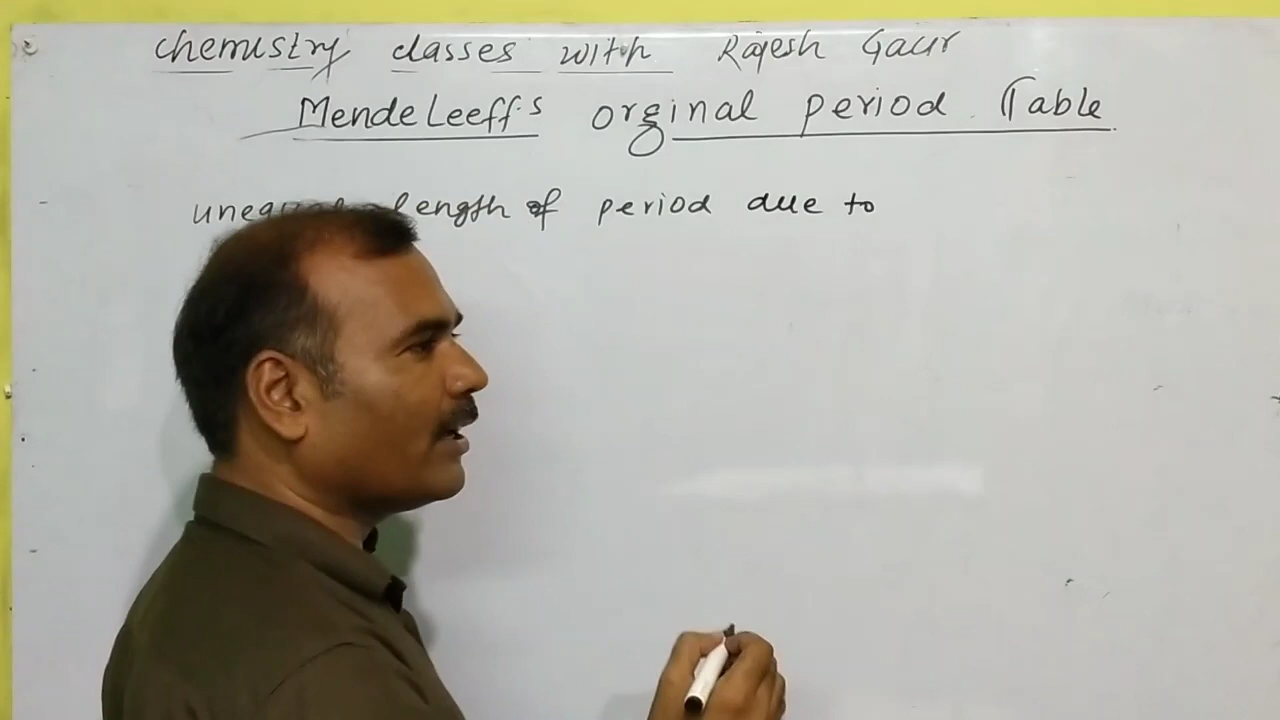 chemistry classes with Rajesh Gaur
MendeLeeff's orginal period Table
length of period due to